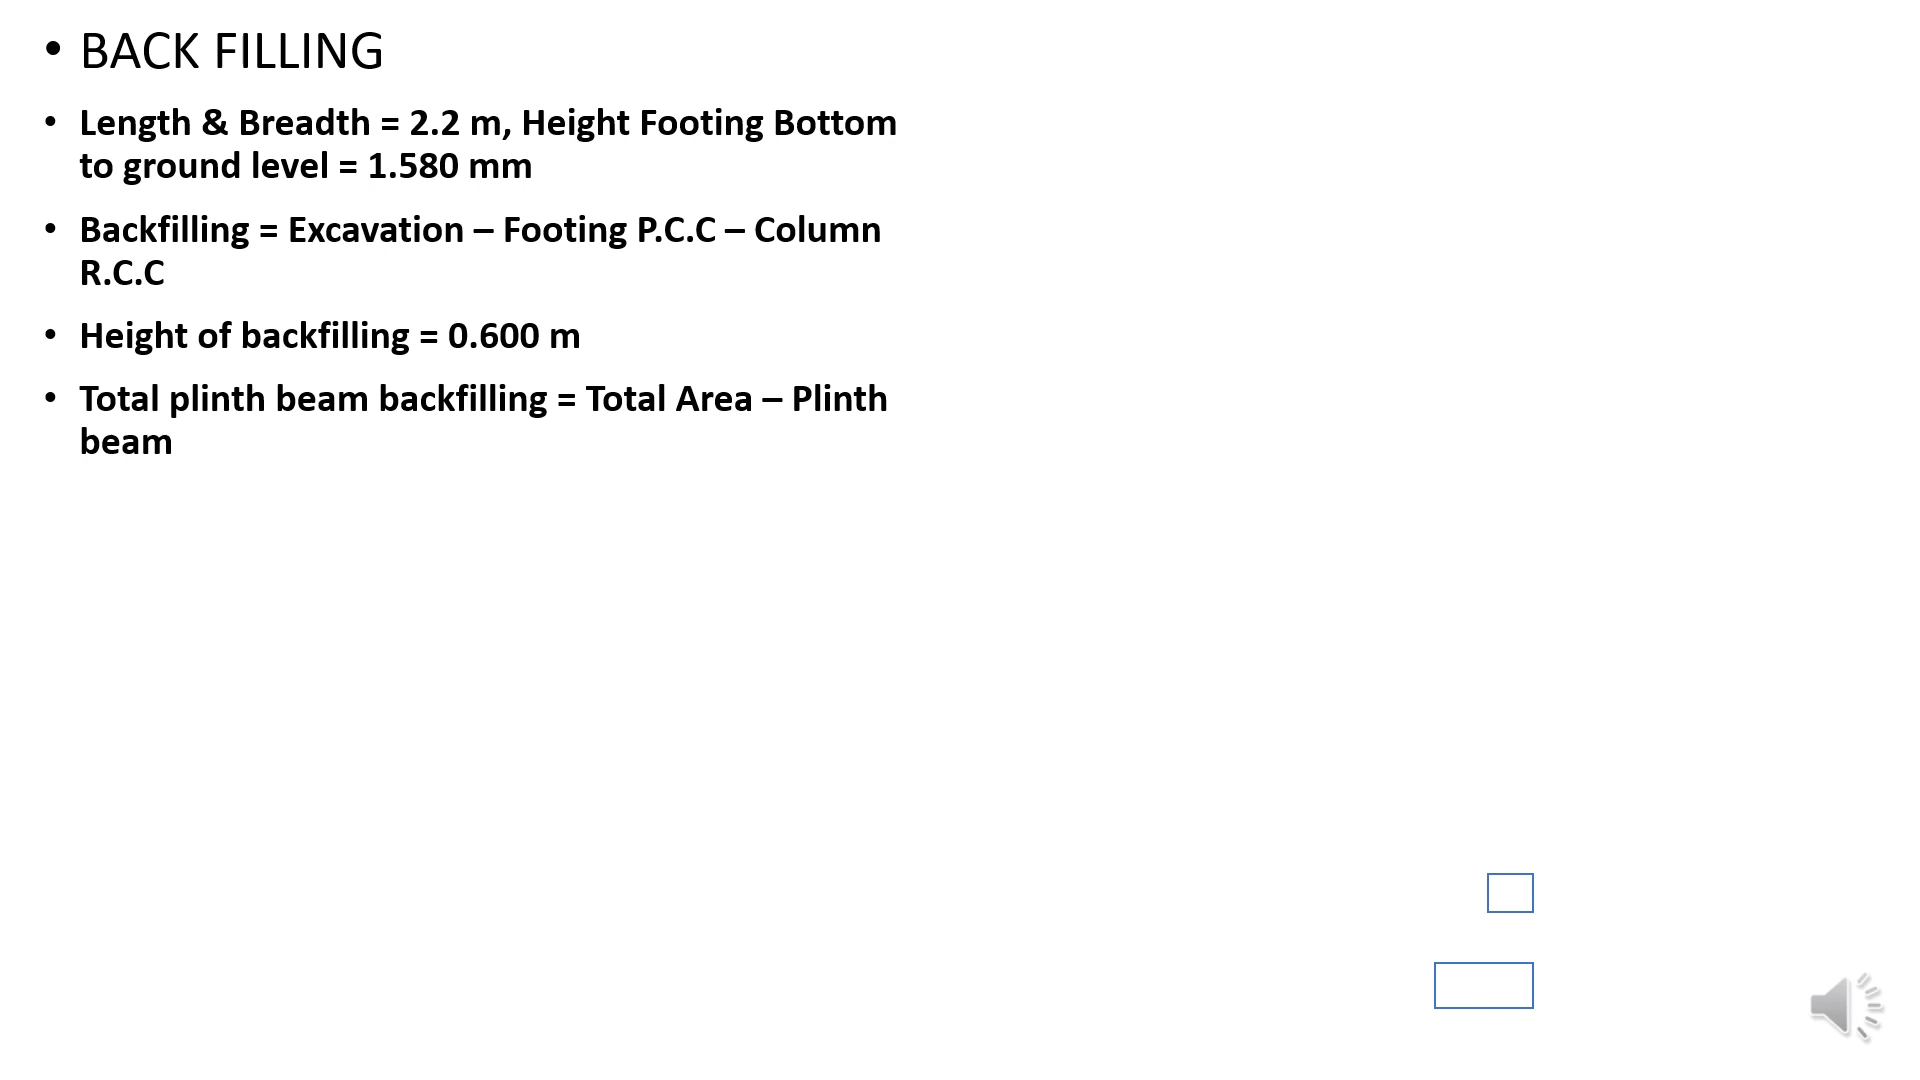 • BACK FILLING
• Length & Breadth = 2.2 m, Height Footing Bottom
to ground level = 1.580 mm
• Backfilling = Excavation – Footing P.C.C – Column
R.C.C
• Height of backfilling = 0.600 m
• Total plinth beam backfilling = Total Area – Plinth
beam